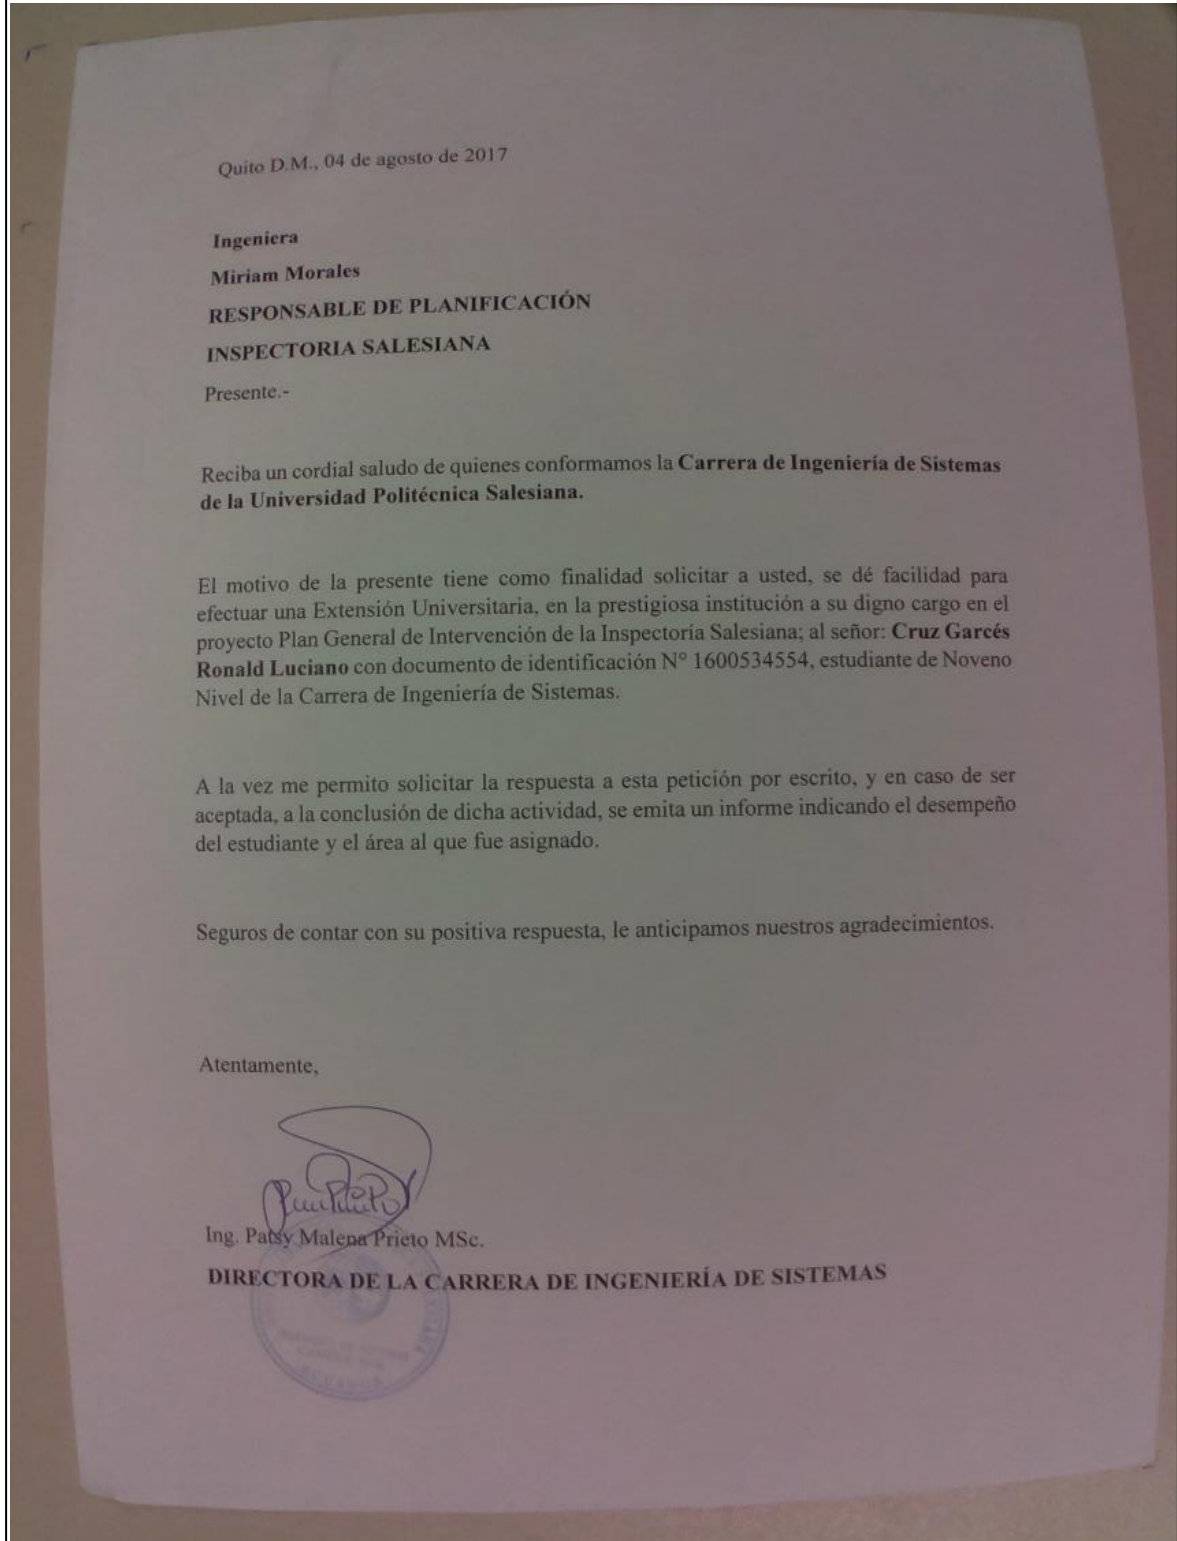 Quito D.M., 04 de agosto de 2017
Ingeniera
Miriam Morales
RESPONSABLE DE PLANIFICACIÓN
INSPECTORIA SALESIANA
Presente.-
Reciba un cordial saludo de quienes conformamos la Carrera de Ingeniería de Sistemas
de la Universidad Politécnica Salesiana.
El motivo de la presente tiene como finalidad solicitar a usted, se dé facilidad para
efectuar una Extensión Universitaria, en la prestigiosa institución a su digno cargo en el
proyecto Plan General de Intervención de la Inspectoría Salesiana; al señor: Cruz Garcés
Ronald Luciano con documento de identificación N° 1600534554, estudiante de Noveno
Nivel de la Carrera de Ingeniería de Sistemas.
A la vez me permito solicitar la respuesta a esta petición por escrito, y en caso de ser
aceptada, a la conclusión de dicha actividad, se emita un informe indicando el desempeño
del estudiante y el área al que fue asignado.
Seguros de contar con su positiva respuesta, le anticipamos nuestros agradecimientos.
Atentamente,
Ing. Patsy Malena Prieto MSc.
DIRECTORA DE LA CARRERA DE INGENIERÍA DE SISTEMAS
ECUADOR